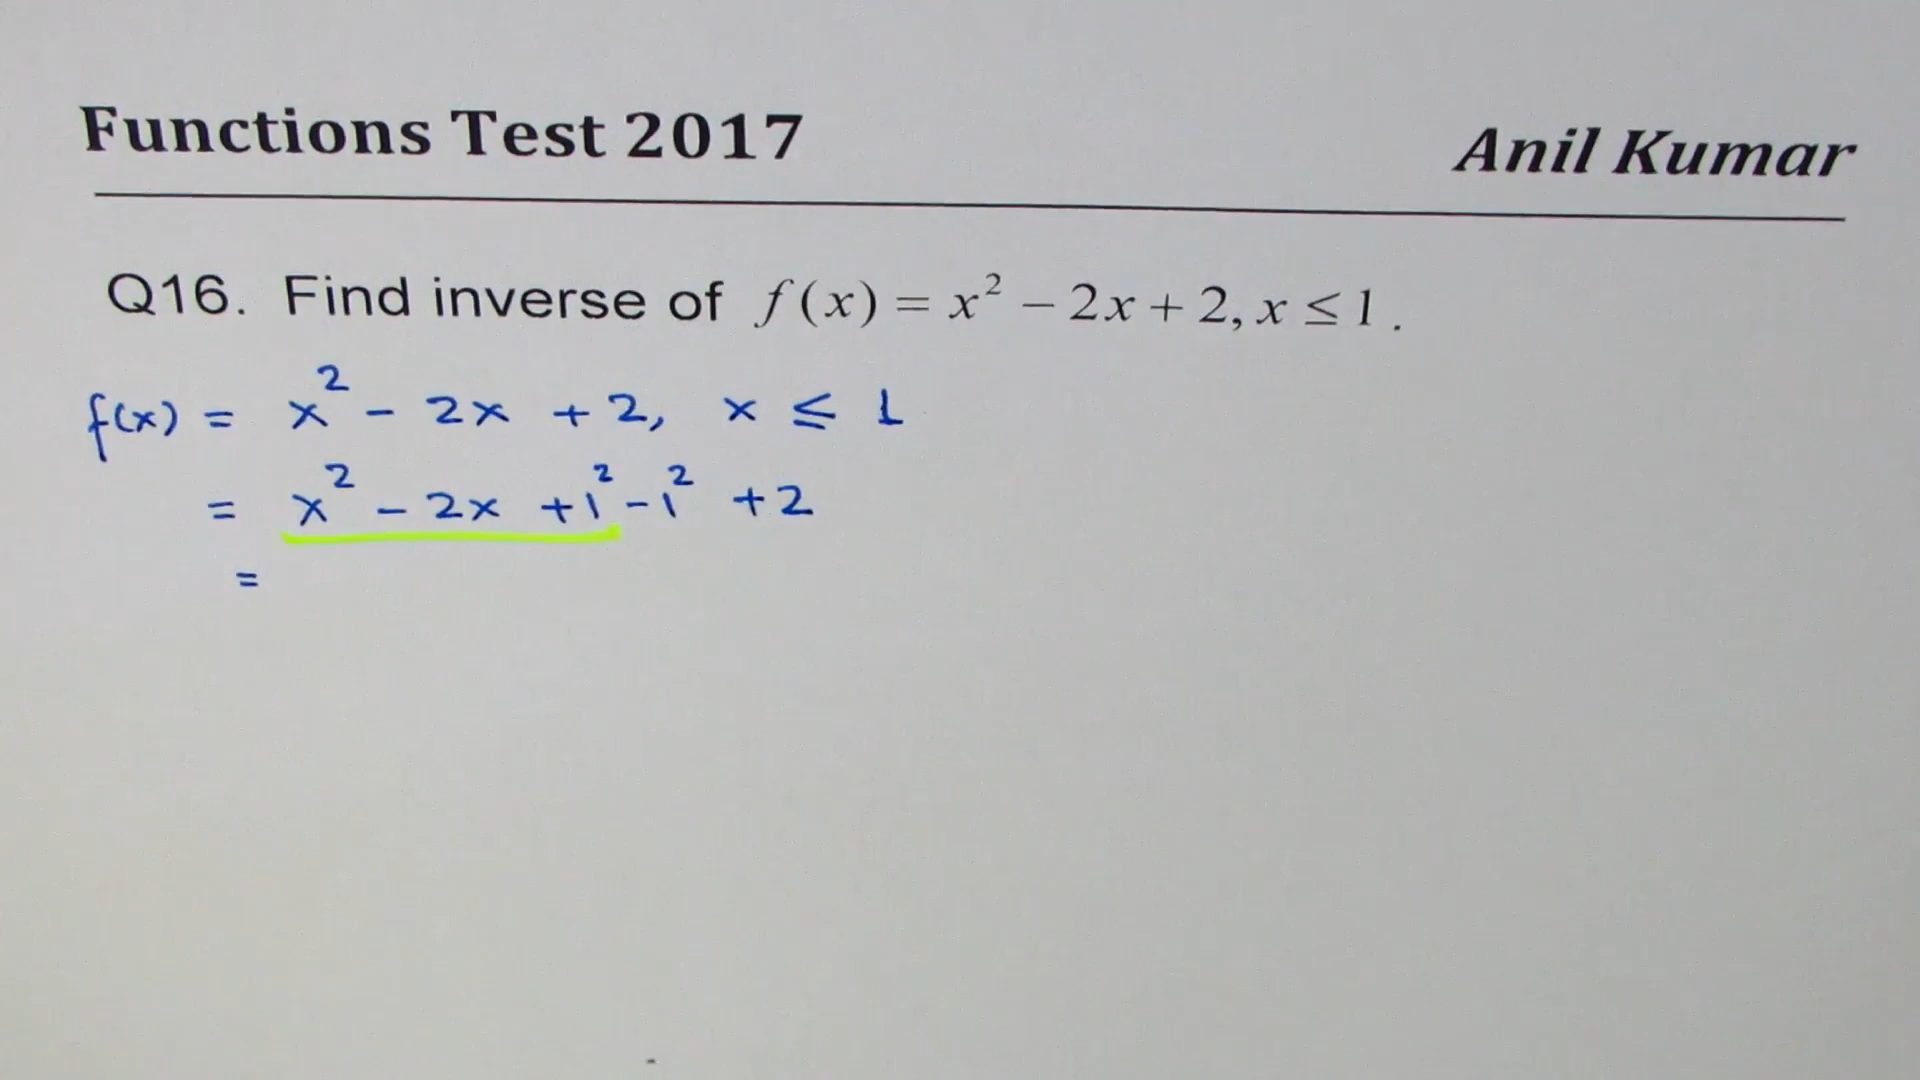 Functions Test 2017 Anil Kumar
Q16. Find inverse of f(x) = x² − 2x + 2, x ≤ 1.
f(x) = x² - 2x + 2, x ≤ 1
= x² - 2x + 1² - 1² + 2
=